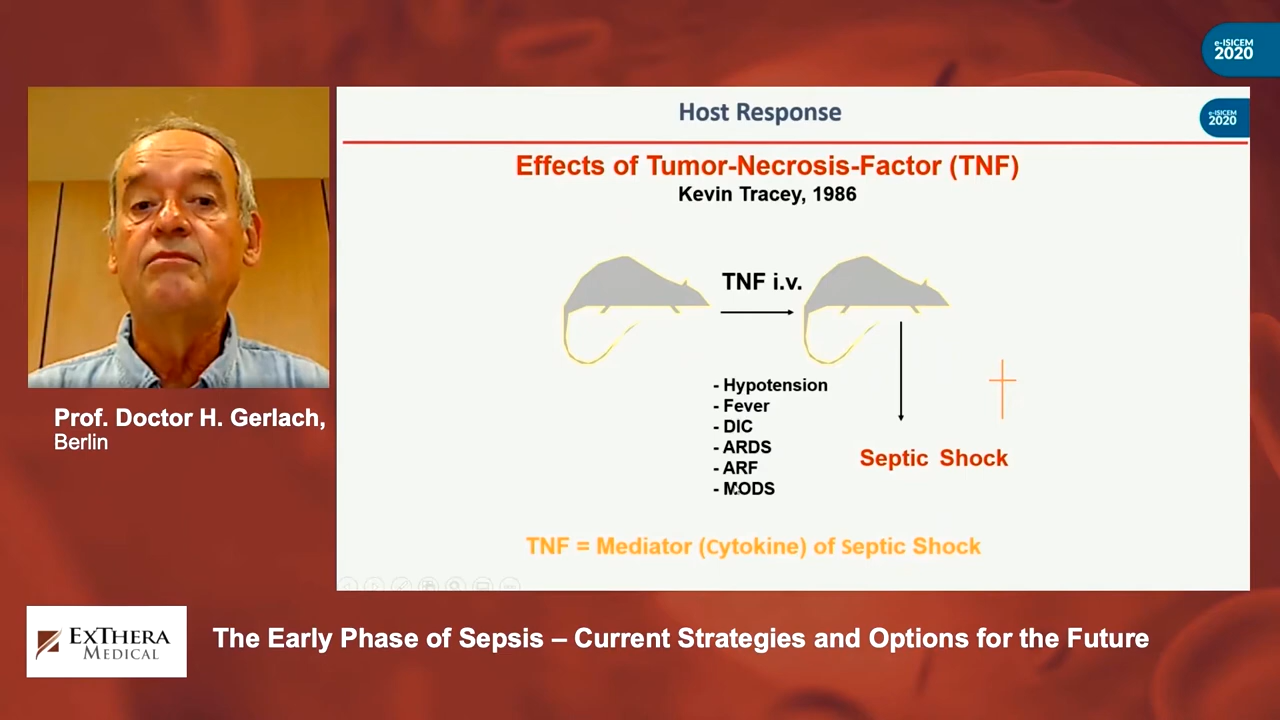 e-ISICEM
2020
Host Response
e-ISICEM
2020
Effects of Tumor-Necrosis-Factor (TNF)
Kevin Tracey, 1986
TNF i.v.
- Hypotension
- Fever
- DIC
- ARDS
- ARF
- MODS
Septic Shock
TNF = Mediator (Cytokine) of Septic Shock
Prof. Doctor H. Gerlach,
Berlin
EXTHERA
MEDICAL
The Early Phase of Sepsis – Current Strategies and Options for the Future